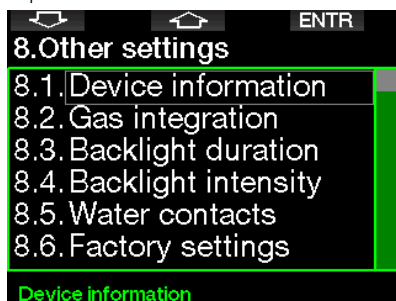 ENTR
8.Other settings
8.1.Device information
8.2.Gas integration
8.3.Backlight duration
8.4.Backlight intensity
8.5.Water contacts
8.6.Factory settings
Device information